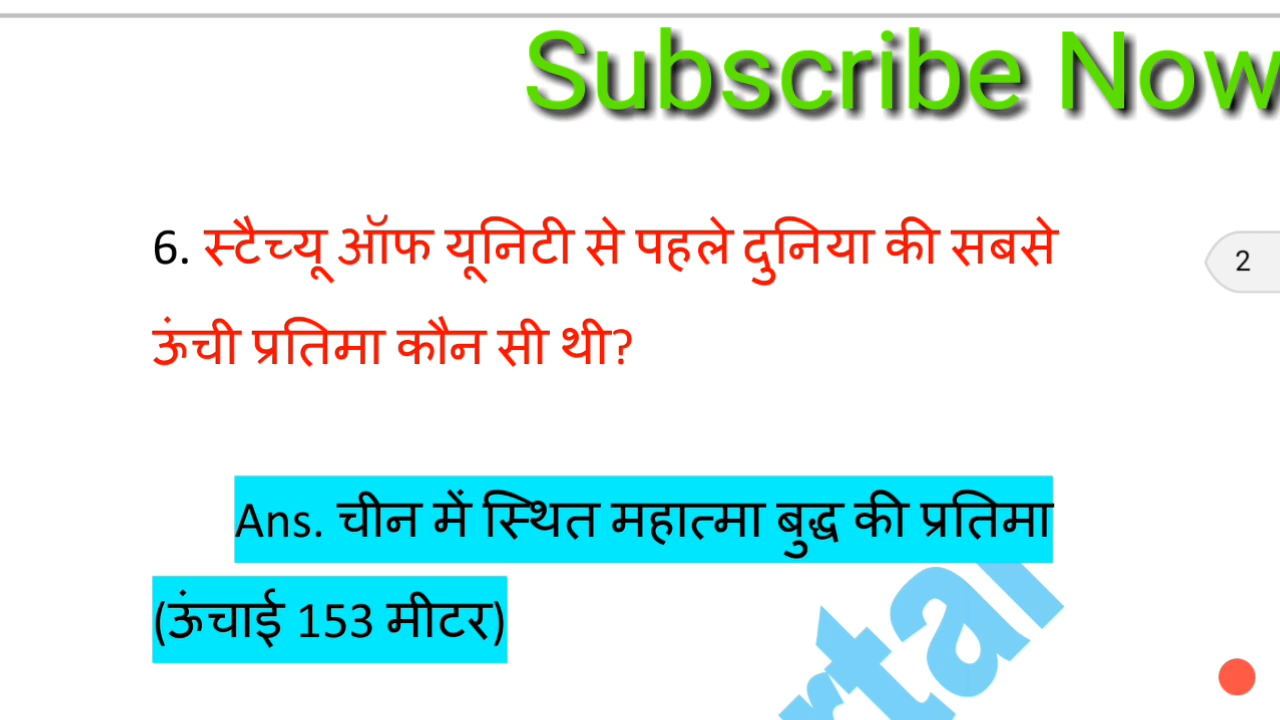 Subscribe Now
6. स्टैच्यू ऑफ यूनिटी से पहले दुनिया की सबसे
2
ऊंची प्रतिमा कौन सी थी?
Ans. चीन में स्थित महात्मा बुद्ध की प्रतिमा
(ऊंचाई 153 मीटर)